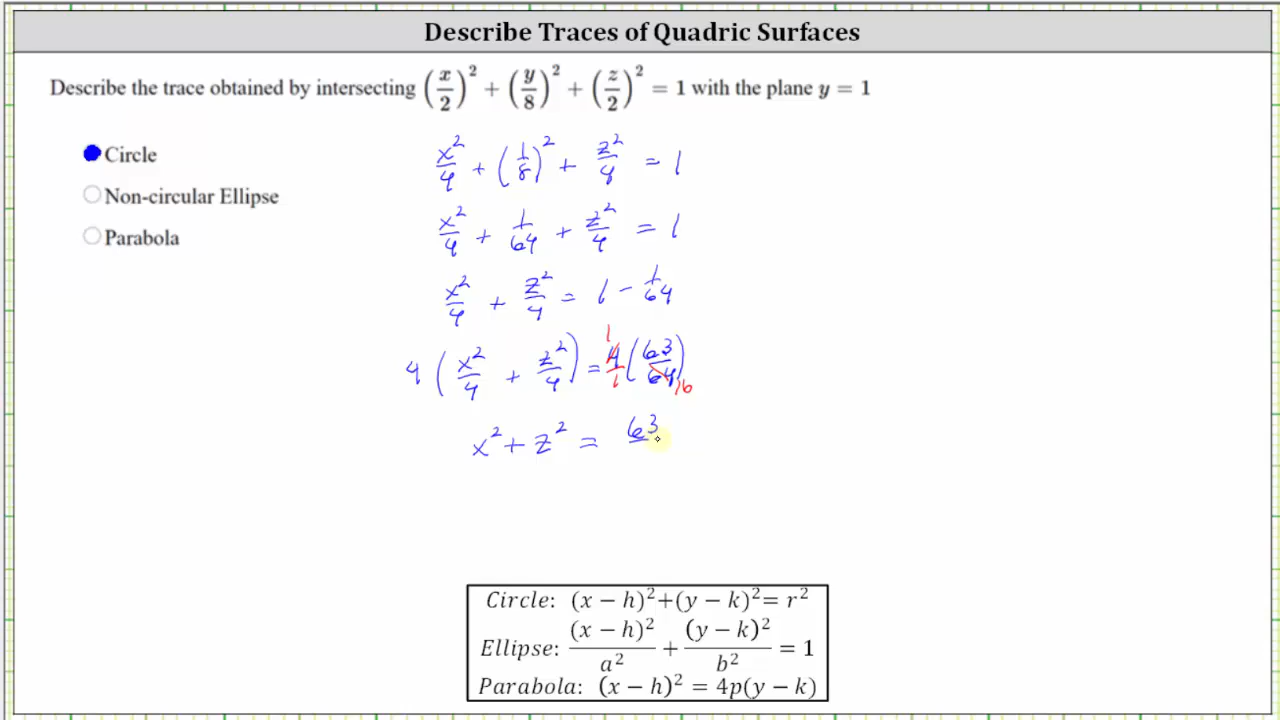 Describe Traces of Quadric Surfaces
Describe the trace obtained by intersecting (x/2)² + (y/8)² + (z/2)² = 1 with the plane y = 1
Circle
Non-circular Ellipse
Parabola
x²/4 + (1/8)² + z²/4 = 1
x²/4 + 1/64 + z²/4 = 1
x²/4 + z²/4 = 1 - 1/64
4 (x²/4 + z²/4) = 4/1 (63/64) 1 16
x² + z² = 63
Circle: (x − h)²+(y − k)²= r²
Ellipse: (x − h)²/a² + (y − k)²/b² = 1
Parabola: (x − h)² = 4p(y − k)